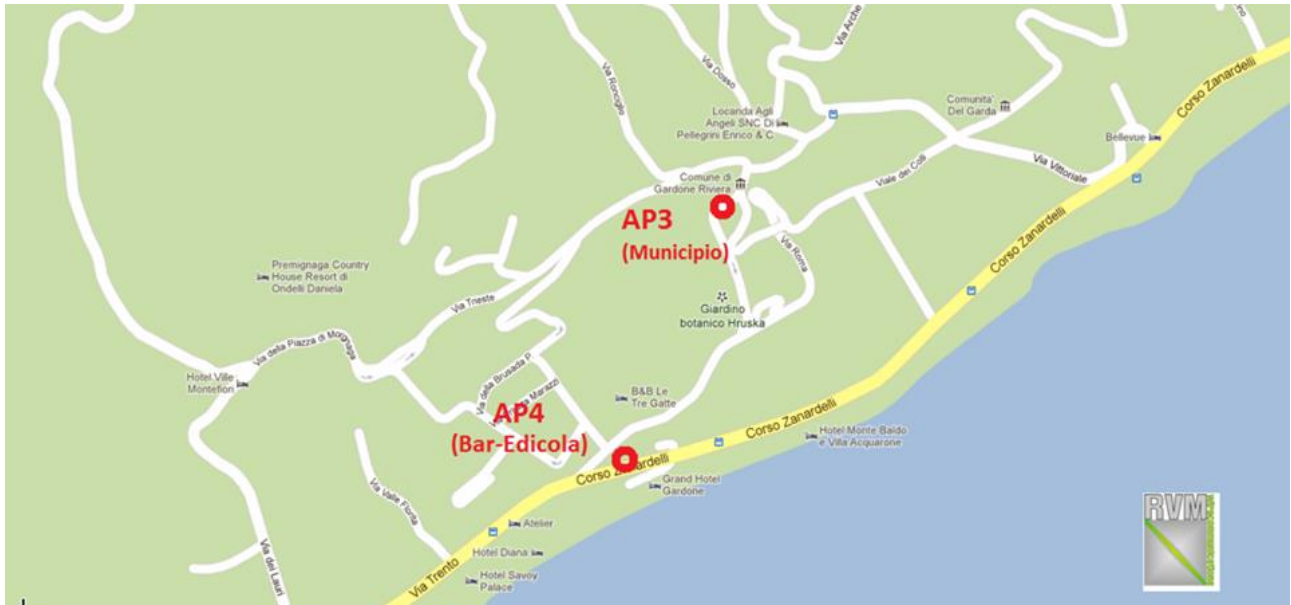 Via Arche
Via Dosso
Via Ronciglio
Locanda Agli
Angeli SNC Di
Pellegrini Enrico & C
Comunita'
Del Garda
Corso Zanardelli
Bellevue
Via Vittoriale
Viale dei Colli
Comune di
Gardone Riviera
AP3
(Municipio)
Via Roma
Corso Zanardelli
Premignaga Country
House Resort di
Ondelli Daniela
Via Trieste
Giardino
botanico Hruska
Via della Piazza di Morgnaga
Hotel Ville
Montefiori
Via della Brusada P.
Marazzi
B&B Le
Tre Gatte
AP4
(Bar-Edicola)
Corso Zanardelli
Hotel Monte Baldo
e Villa Acquarone
Corso Zanardelli
Grand Hotel
Gardone
Via Valle Fiorita
Atelier
Via dei Lauri
Hotel Diana
Via Trento
Hotel Savoy
Palace
RVM